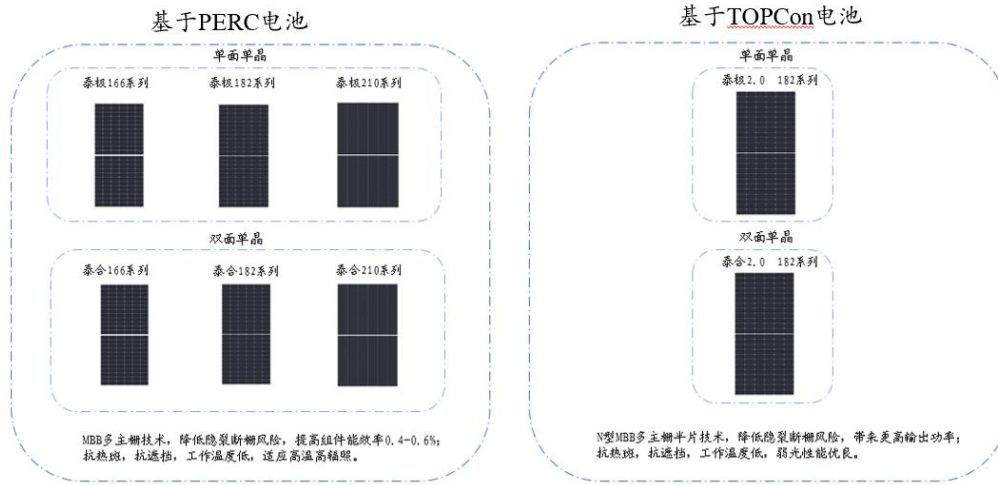 基于PERC电池
单面单晶
泰极166系列 泰极182系列 泰极210系列
双面单晶
泰合166系列 泰合182系列 泰合210系列
MBB多主栅技术，降低隐裂断栅风险，提高组件能效率0.4-0.6%；
抗热斑，抗遮挡，工作温度低，适应高温高辐照。
基于TOPCon电池
单面单晶
泰极2.0 182系列
双面单晶
泰合2.0 182系列
N型MBB多主栅半片技术，降低隐裂断栅风险，带来更高输出功率；
抗热斑，抗遮挡，工作温度低，弱光性能优良。